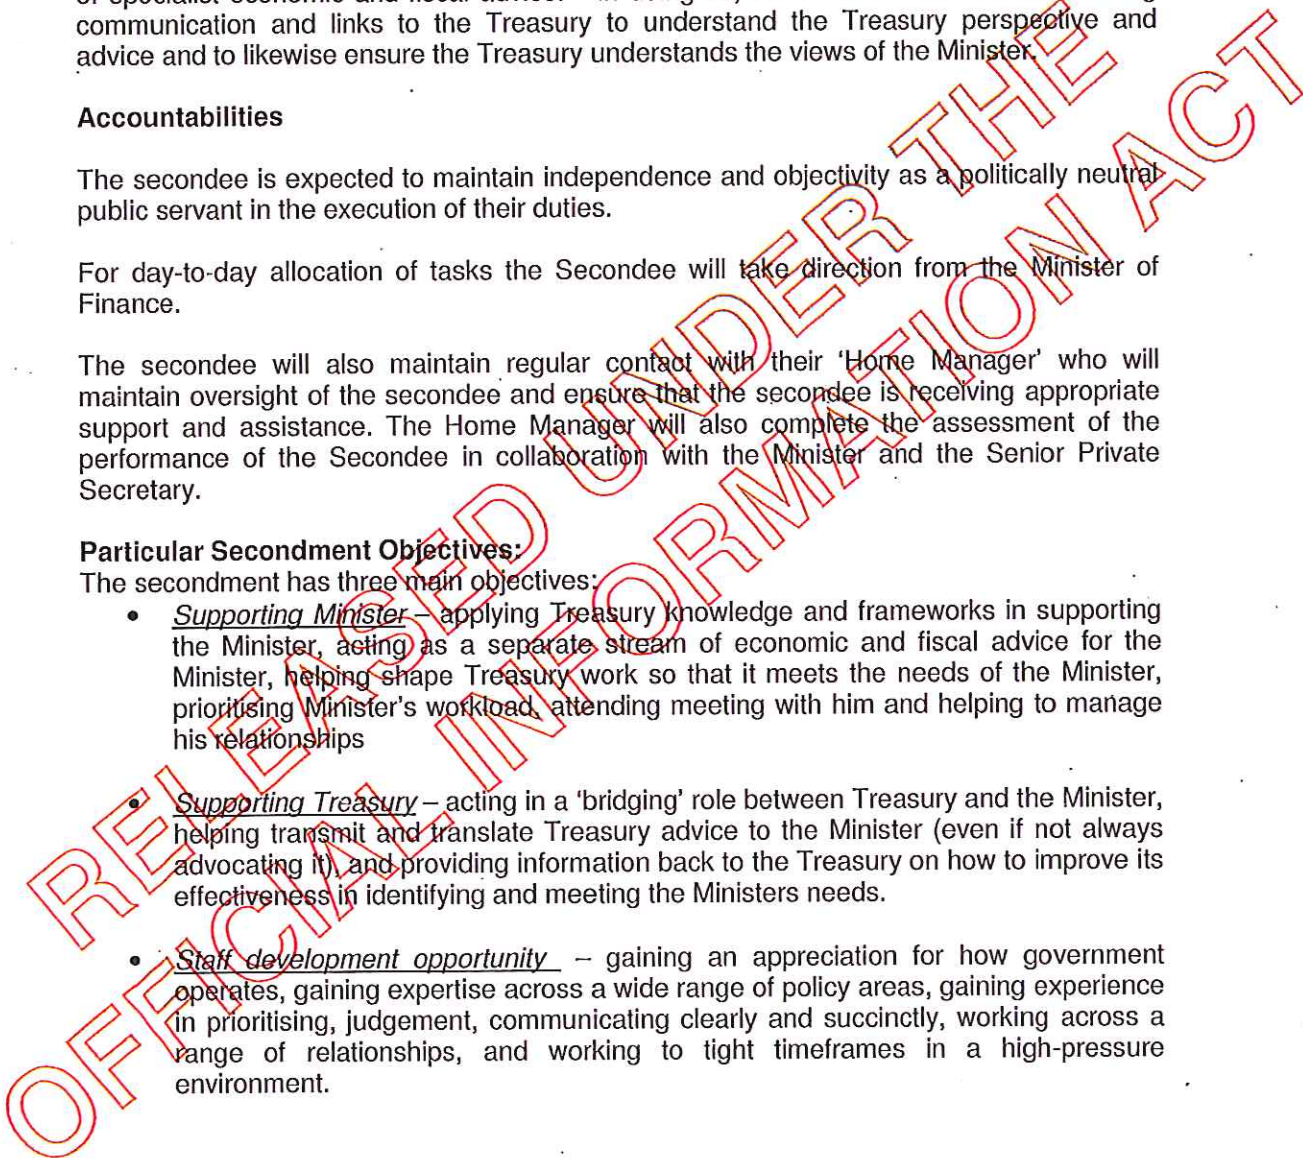 communication and links to the Treasury to understand the Treasury perspective and
advice and to likewise ensure the Treasury understands the views of the Minister.
Accountabilities
The secondee is expected to maintain independence and objectivity as a politically neutral
public servant in the execution of their duties.
For day-to-day allocation of tasks the Secondee will take direction from the Minister of
Finance.
The secondee will also maintain regular contact with their ‘Home Manager’ who will
maintain oversight of the secondee and ensure that the secondee is receiving appropriate
support and assistance. The Home Manager will also complete the assessment of the
performance of the Secondee in collaboration with the Minister and the Senior Private
Secretary.
Particular Secondment Objectives:
The secondment has three main objectives:
• Supporting Minister – applying Treasury knowledge and frameworks in supporting
the Minister, acting as a separate stream of economic and fiscal advice for the
Minister, helping shape Treasury work so that it meets the needs of the Minister,
prioritising Minister’s workload, attending meeting with him and helping to manage
his relationships
• Supporting Treasury – acting in a ‘bridging’ role between Treasury and the Minister,
helping transmit and translate Treasury advice to the Minister (even if not always
advocating it), and providing information back to the Treasury on how to improve its
effectiveness in identifying and meeting the Ministers needs.
• Staff development opportunity – gaining an appreciation for how government
operates, gaining expertise across a wide range of policy areas, gaining experience
in prioritising, judgement, communicating clearly and succinctly, working across a
range of relationships, and working to tight timeframes in a high-pressure
environment.
RELEASED UNDER THE
OFFICIAL INFORMATION ACT